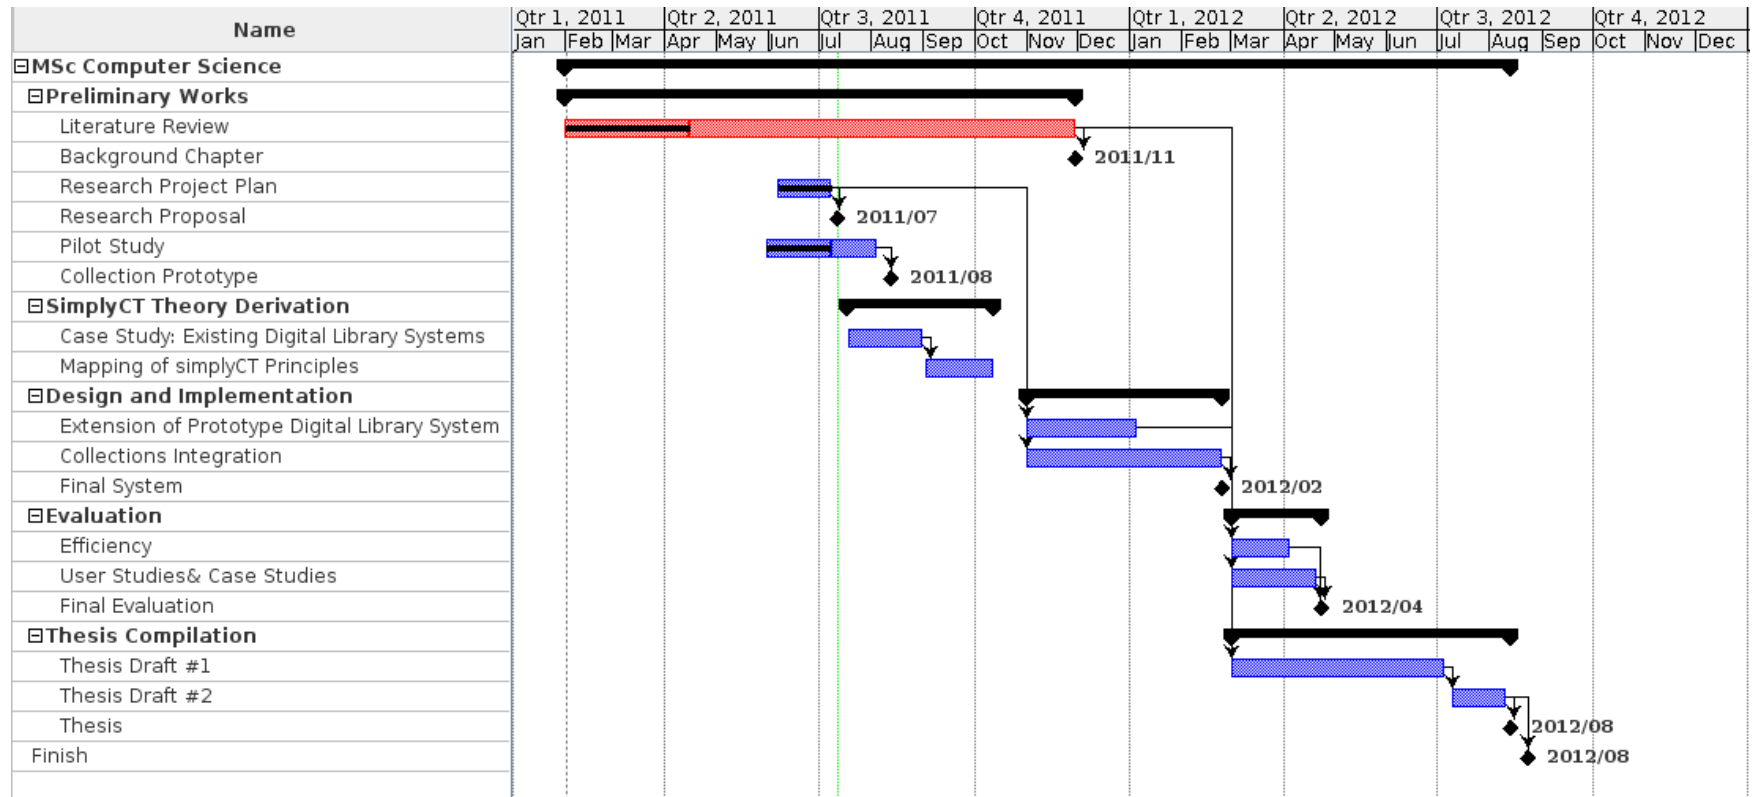 Name
Qtr 1, 2011 Qtr 2, 2011 Qtr 3, 2011 Qtr 4, 2011 Qtr 1, 2012 Qtr 2, 2012 Qtr 3, 2012 Qtr 4, 2012
Jan Feb Mar Apr May Jun Jul Aug Sep Oct Nov Dec Jan Feb Mar Apr May Jun Jul Aug Sep Oct Nov Dec
MSc Computer Science
Preliminary Works
Literature Review
Background Chapter 2011/11
Research Project Plan
Research Proposal 2011/07
Pilot Study
Collection Prototype 2011/08
SimplyCT Theory Derivation
Case Study: Existing Digital Library Systems
Mapping of simplyCT Principles
Design and Implementation
Extension of Prototype Digital Library System
Collections Integration
Final System 2012/02
Evaluation
Efficiency
User Studies& Case Studies
Final Evaluation 2012/04
Thesis Compilation
Thesis Draft #1
Thesis Draft #2
Thesis 2012/08
Finish 2012/08